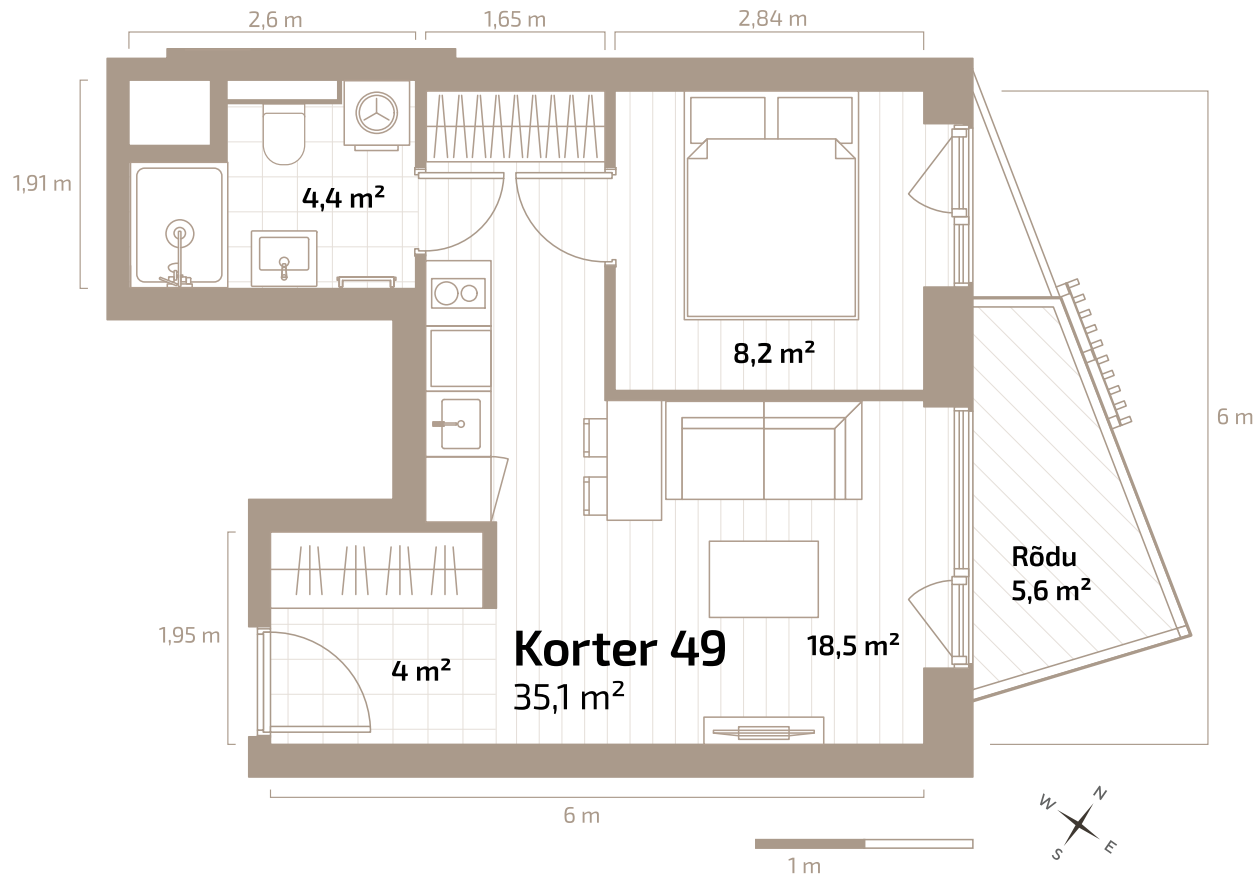 2,6 m
1,65 m
2,84 m
1,91 m
4,4 m²
8,2 m²
6 m
Rõdu
5,6 m²
1,95 m
4 m²
Korter 49
35,1 m²
18,5 m²
6 m
1 m
N
W
E
S